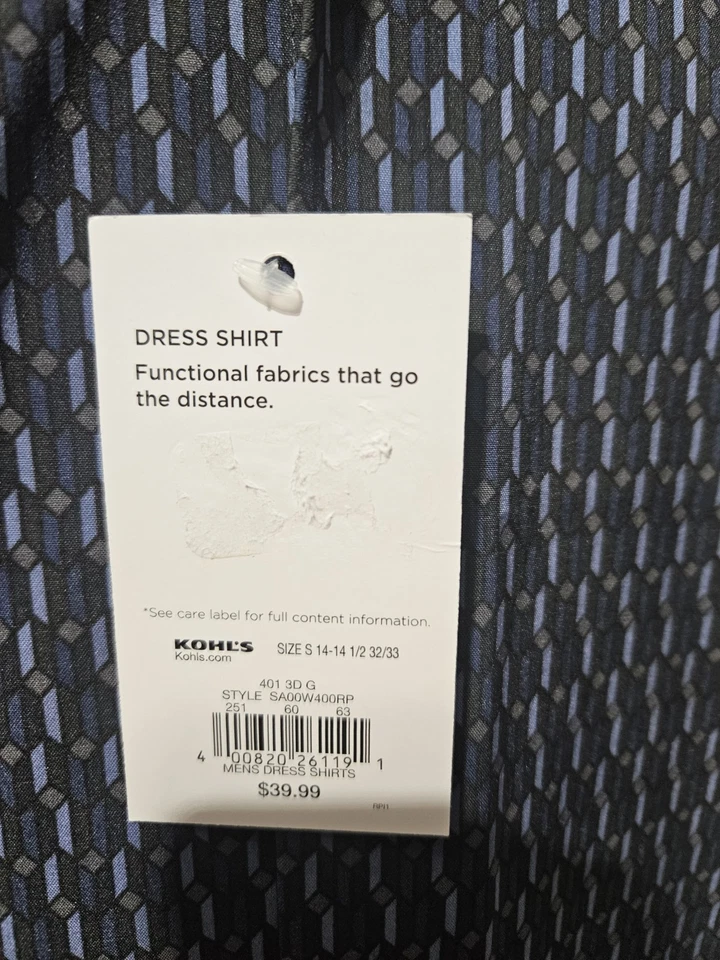 DRESS SHIRT
Functional fabrics that go
the distance.
*See care label for full content information.
KOHL'S
Kohls.com
SIZE S 14-14 1/2 32/33
401 3D G
STYLE SA00W400RP
251 60 63
4 00820 26119 1
MENS DRESS SHIRTS
$39.99